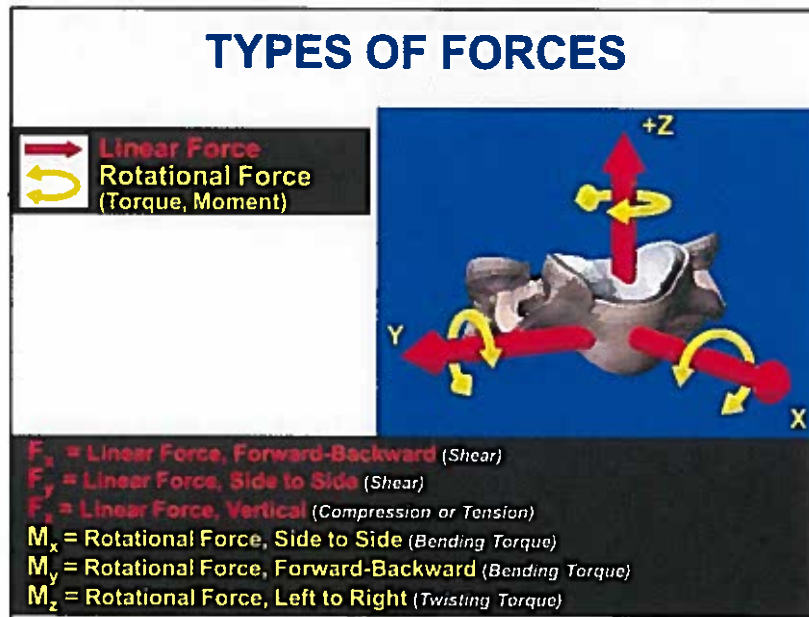 TYPES OF FORCES
Linear Force
Rotational Force
(Torque, Moment)
+Z
Y
X
Fx = Linear Force, Forward-Backward (Shear)
Fy = Linear Force, Side to Side (Shear)
Fz = Linear Force, Vertical (Compression or Tension)
Mx = Rotational Force, Side to Side (Bending Torque)
My = Rotational Force, Forward-Backward (Bending Torque)
Mz = Rotational Force, Left to Right (Twisting Torque)